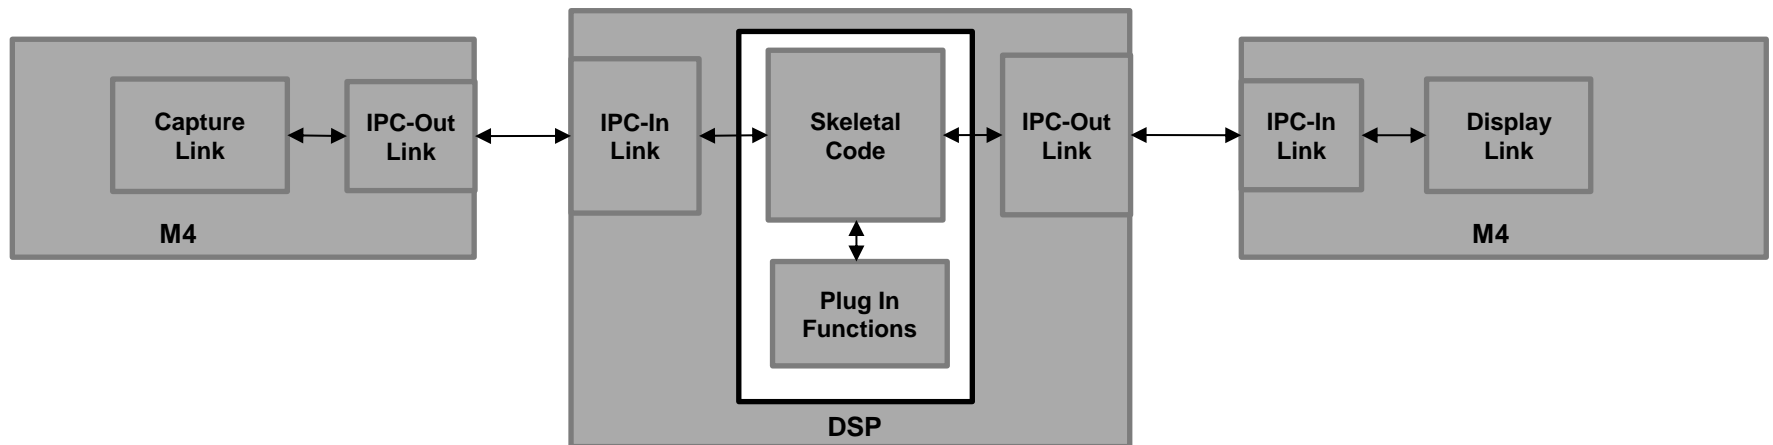 Capture
Link
IPC-Out
Link
M4
IPC-In
Link
Skeletal
Code
Plug In
Functions
IPC-Out
Link
DSP
IPC-In
Link
Display
Link
M4